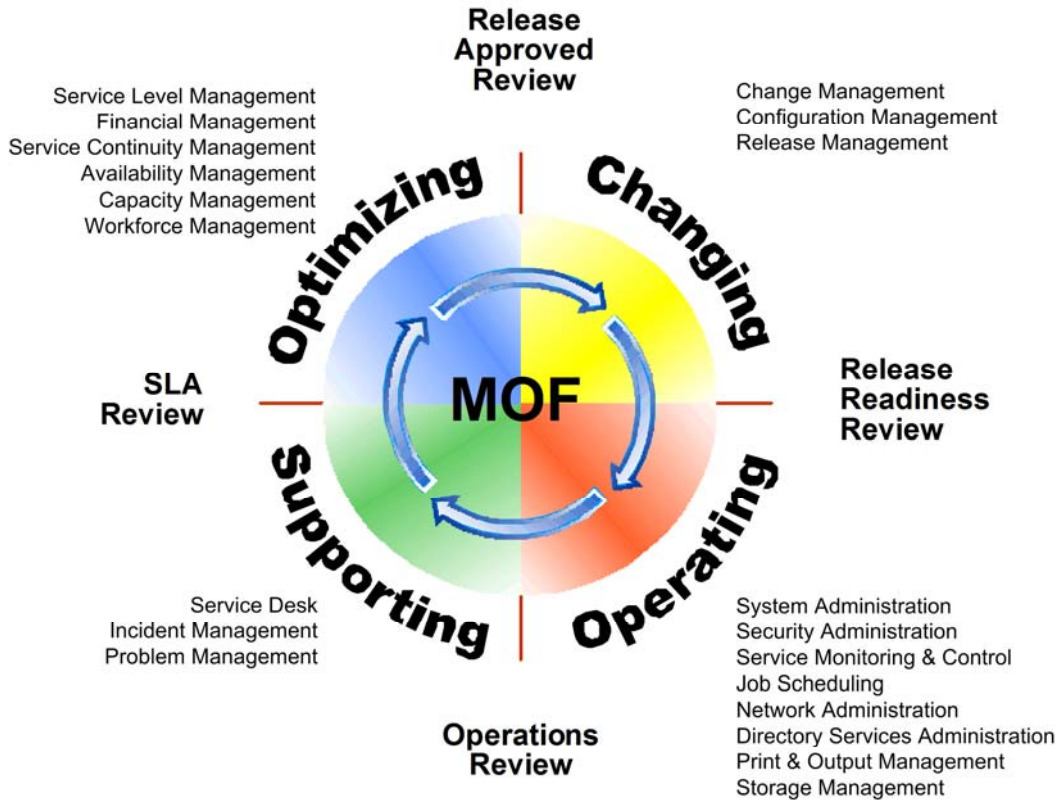 Release
Approved
Review
Service Level Management
Financial Management
Service Continuity Management
Availability Management
Capacity Management
Workforce Management
Change Management
Configuration Management
Release Management
Optimizing
Changing
SLA
Review
MOF
Release
Readiness
Review
Supporting
Operating
Service Desk
Incident Management
Problem Management
System Administration
Security Administration
Service Monitoring & Control
Job Scheduling
Network Administration
Directory Services Administration
Print & Output Management
Storage Management
Operations
Review